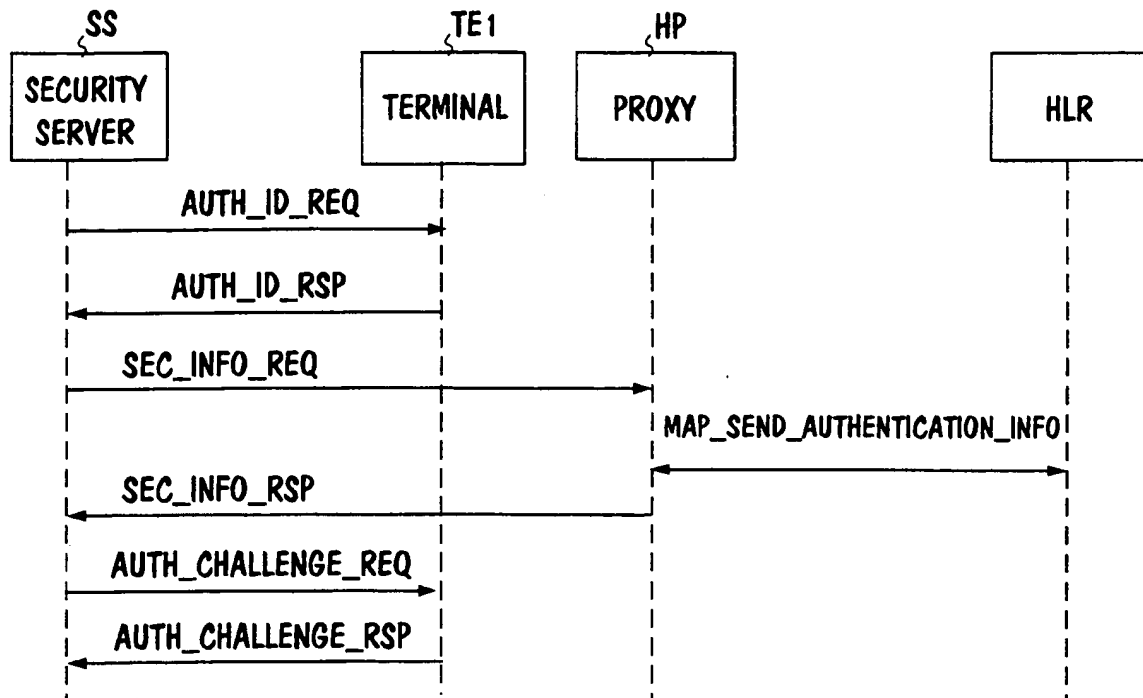 SS
TE1
HP
SECURITY
SERVER
TERMINAL
PROXY
HLR
AUTH_ID_REQ
AUTH_ID_RSP
SEC_INFO_REQ
MAP_SEND_AUTHENTICATION_INFO
SEC_INFO_RSP
AUTH_CHALLENGE_REQ
AUTH_CHALLENGE_RSP